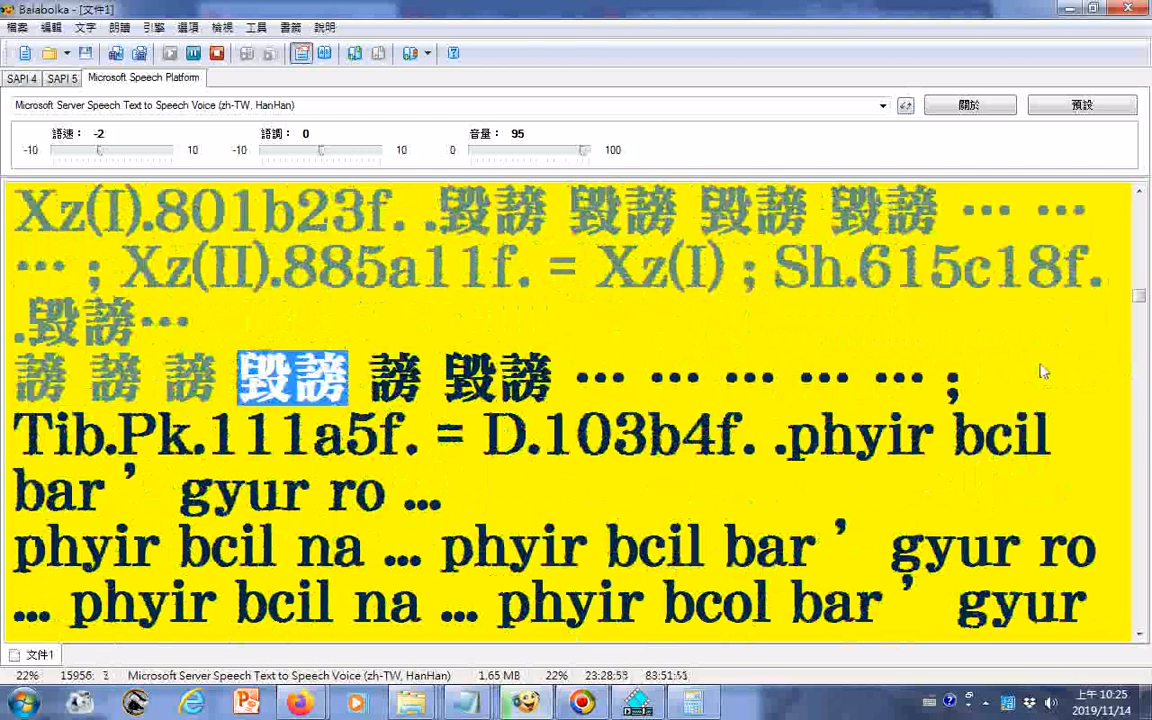 Balabolka - [文件1]
檔案 編輯 文字 朗讀 引擎 選項 檢視 工具 書籤 說明
SAPI 4 SAPI 5 Microsoft Speech Platform
Microsoft Server Speech Text to Speech Voice (zh-TW, HanHan) 關於 預設
語速： -2 語調： 0 音量： 95
-10 10 -10 10 0 100
Xz(I).801b23f. .毀謗 毀謗 毀謗 毀謗 … …
… ; Xz(II).885a11f. = Xz(I) ; Sh.615c18f.
.毀謗…
謗 謗 謗 毀謗 謗 毀謗 … … … … … ;
Tib.Pk.111a5f. = D.103b4f. .phyir bcil
bar ’ gyur ro ...
phyir bcil na ... phyir bcil bar ’ gyur ro
... phyir bcil na ... phyir bcol bar ’ gyur
文件1
22% Microsoft Server Speech Text to Speech Voice (zh-TW, HanHan) 1.65 MB 22% 23:28:53
上午 10:25
2019/11/14